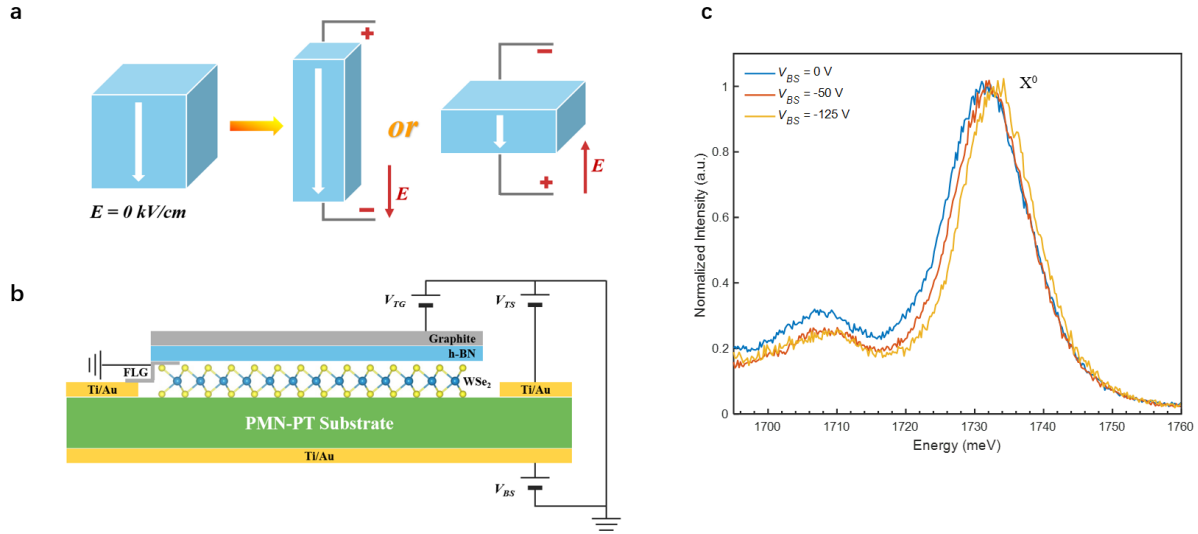 a
+
−
E
E = 0 kV/cm
or
−
+
E
b
V_TG
V_TS
Graphite
h-BN
FLG
WSe₂
Ti/Au
Ti/Au
PMN-PT Substrate
Ti/Au
V_BS
c
V_BS = 0 V
V_BS = -50 V
V_BS = -125 V
X⁰
Normalized Intensity (a.u.)
1
0.8
0.6
0.4
0.2
0
1700 1710 1720 1730 1740 1750 1760
Energy (meV)